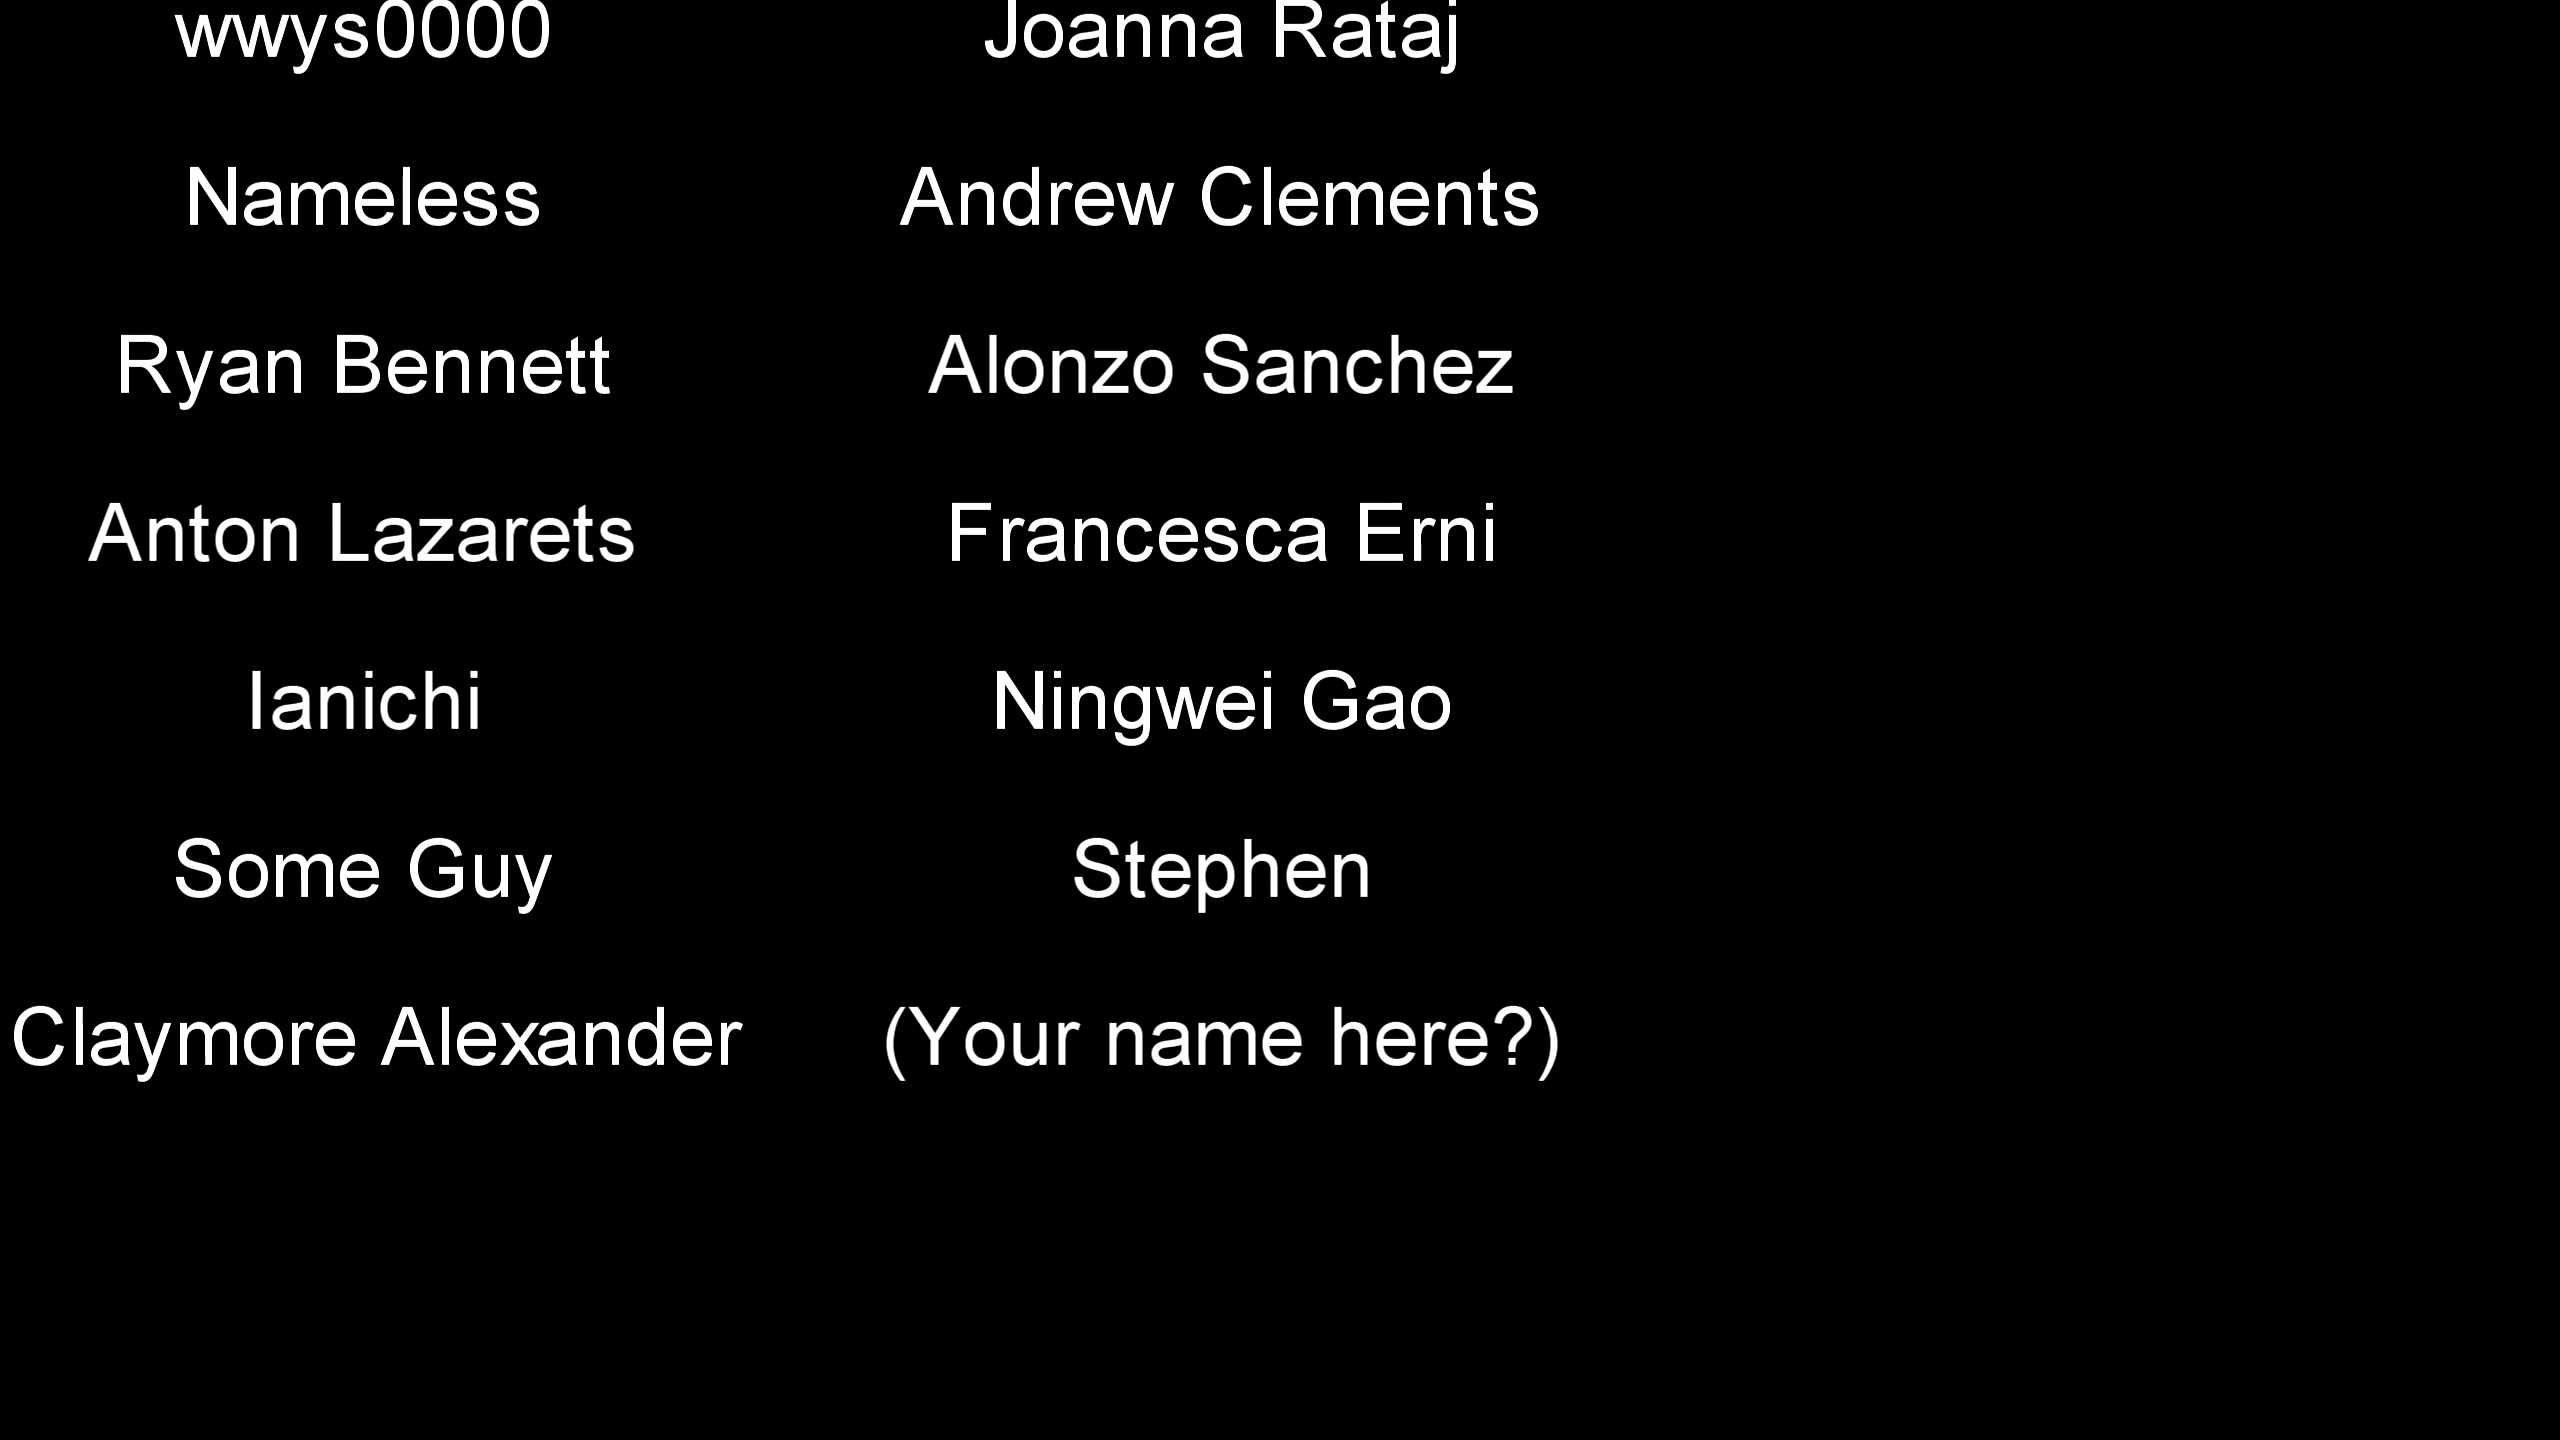 wwys0000
Joanna Rataj
Nameless
Andrew Clements
Ryan Bennett
Alonzo Sanchez
Anton Lazarets
Francesca Erni
Ianichi
Ningwei Gao
Some Guy
Stephen
Claymore Alexander
(Your name here?)